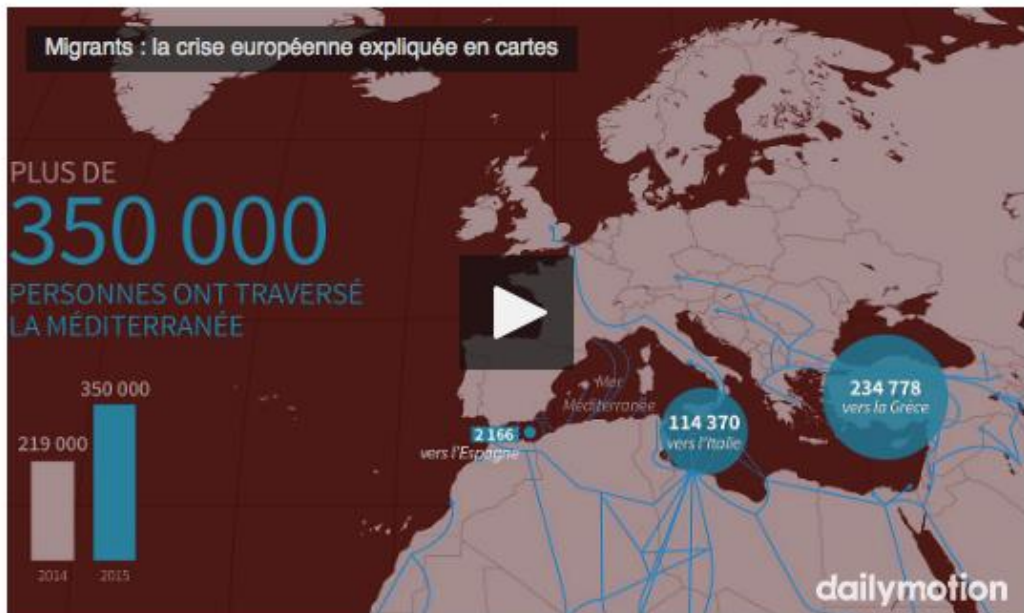 Migrants : la crise européenne expliquée en cartes
PLUS DE
350 000
PERSONNES ONT TRAVERSÉ
LA MÉDITERRANÉE
350 000
219 000
2014
2015
Mer
Méditerranée
2 166
vers l'Espagne
114 370
vers l'Italie
234 778
vers la Grèce
dailymotion